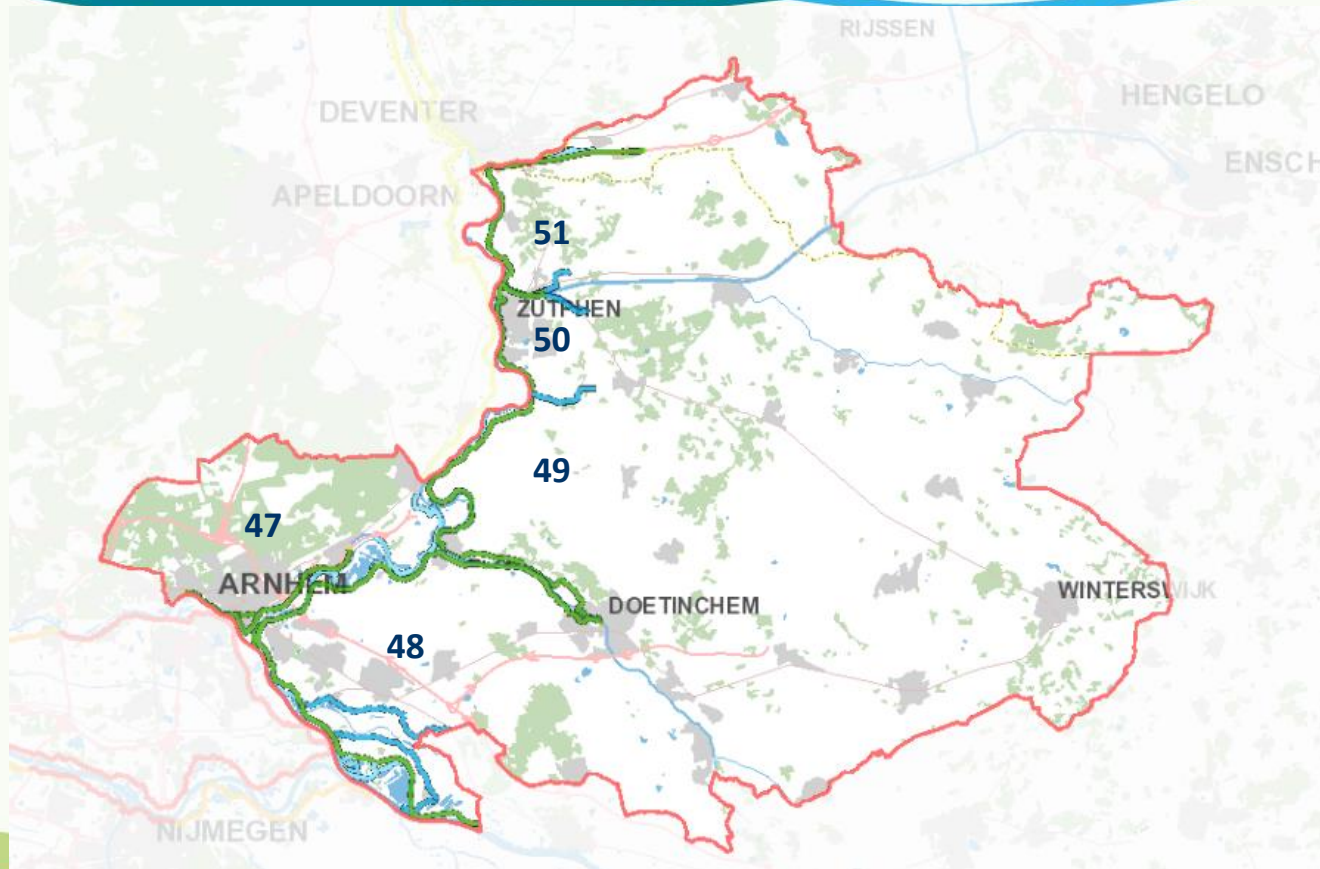 RIJSSEN
HENGELO
DEVENTER
ENSCH
APELDOORN
51
ZUTPHEN
50
49
47
ARNHEM
WINTERSWIJK
DOETINCHEM
48
NIJMEGEN